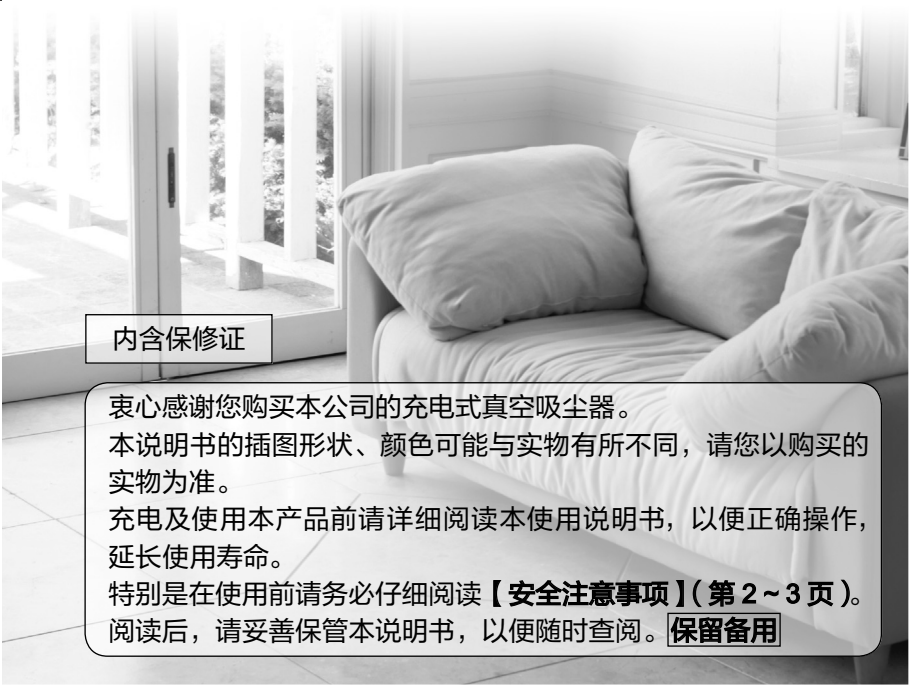 内含保修证
衷心感谢您购买本公司的充电式真空吸尘器。
本说明书的插图形状、颜色可能与实物有所不同，请您以购买的
实物为准。
充电及使用本产品前请详细阅读本使用说明书，以便正确操作，
延长使用寿命。
特别是在使用前请务必仔细阅读【安全注意事项】(第2~3页)。
阅读后，请妥善保管本说明书，以便随时查阅。保留备用